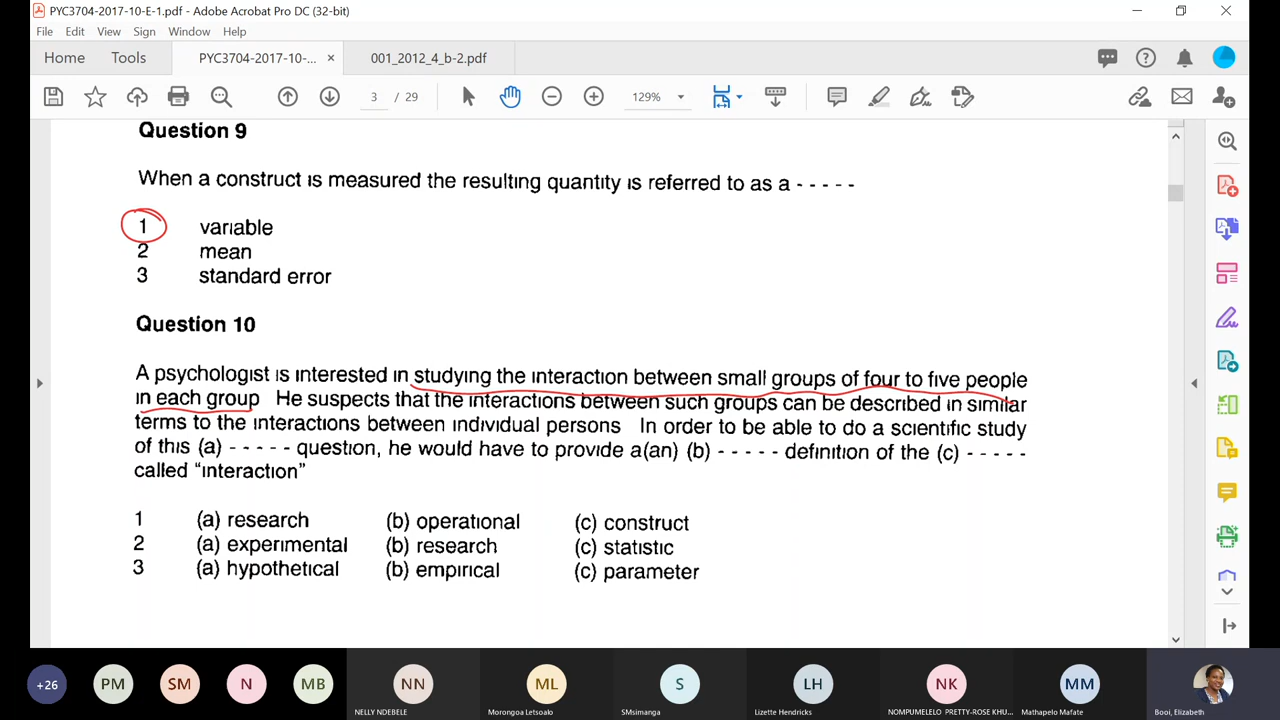 PYC3704-2017-10-E-1.pdf - Adobe Acrobat Pro DC (32-bit)
File Edit View Sign Window Help
Home Tools PYC3704-2017-10-... × 001_2012_4_b-2.pdf
3 / 29 129%
Question 9
When a construct is measured the resulting quantity is referred to as a - - - - -
1 variable
2 mean
3 standard error
Question 10
A psychologist is interested in studying the interaction between small groups of four to five people
in each group He suspects that the interactions between such groups can be described in similar
terms to the interactions between individual persons In order to be able to do a scientific study
of this (a) - - - - - question, he would have to provide a(an) (b) - - - - - definition of the (c) - - - - -
called "interaction"
1 (a) research (b) operational (c) construct
2 (a) experimental (b) research (c) statistic
3 (a) hypothetical (b) empirical (c) parameter
+26 PM SM N MB NN ML S LH NK MM
NELLY NDEBELE Morongoa Letsoalo SMsimanga Lizette Hendricks NOMPUMELELO PRETTY-ROSE KHU... Mathapelo Mafate Booi, Elizabeth